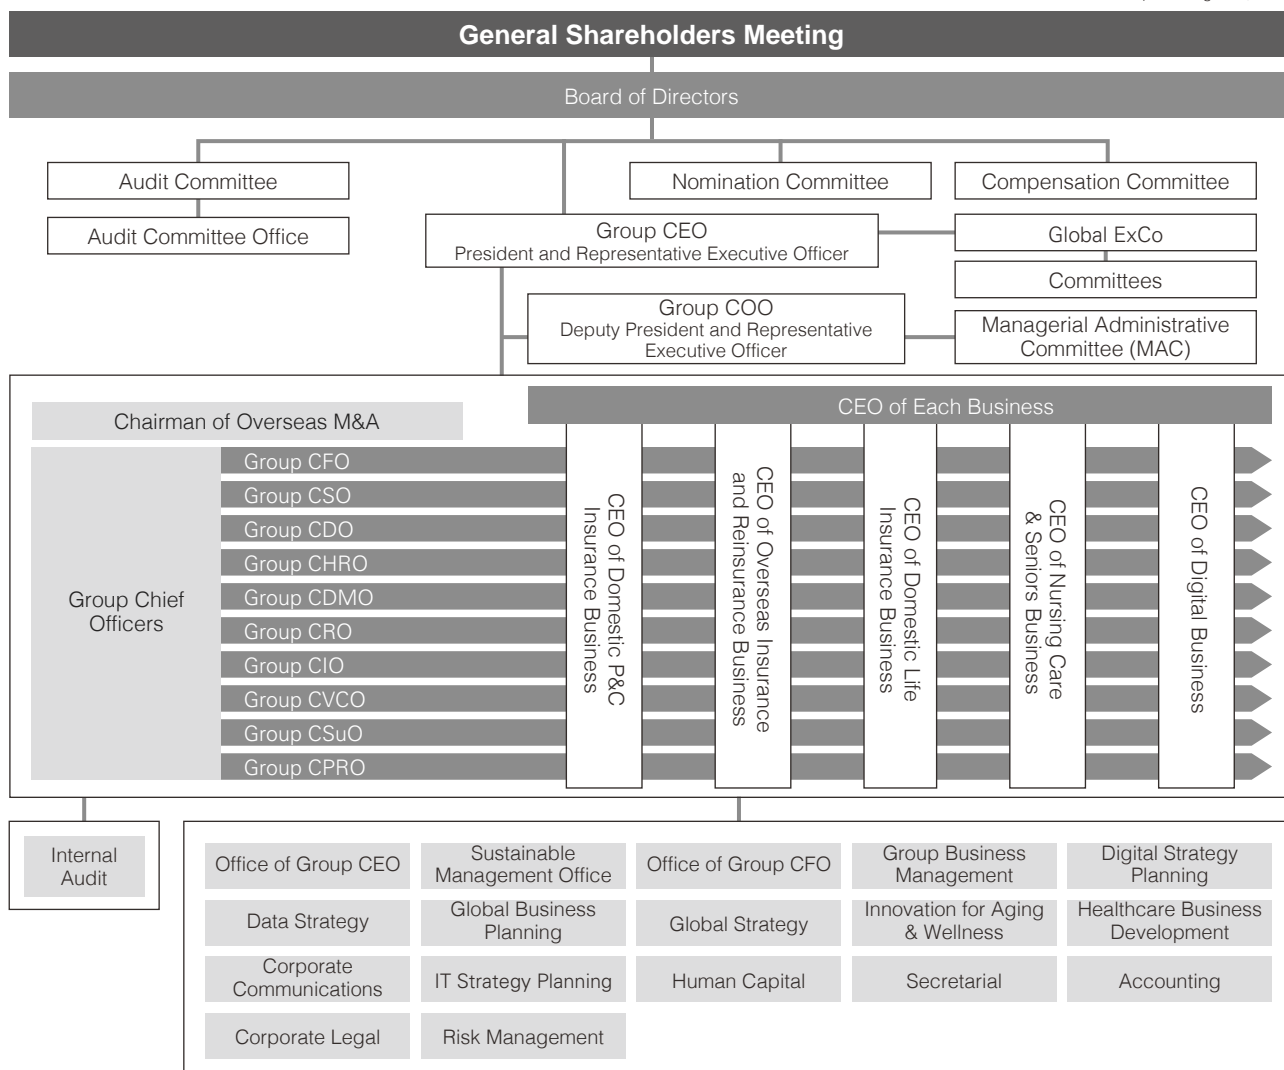 General Shareholders Meeting
Board of Directors
Audit Committee
Nomination Committee
Compensation Committee
Audit Committee Office
Group CEO
President and Representative Executive Officer
Global ExCo
Committees
Group COO
Deputy President and Representative
Executive Officer
Managerial Administrative
Committee (MAC)
Chairman of Overseas M&A
CEO of Each Business
Group Chief
Officers
Group CFO
Group CSO
Group CDO
Group CHRO
Group CDMO
Group CRO
Group CIO
Group CVCO
Group CSuO
Group CPRO
CEO of Domestic P&C
Insurance Business
CEO of Overseas Insurance
and Reinsurance Business
CEO of Domestic Life
Insurance Business
CEO of Nursing Care
& Seniors Business
CEO of Digital Business
Internal
Audit
Office of Group CEO
Sustainable
Management Office
Office of Group CFO
Group Business
Management
Digital Strategy
Planning
Data Strategy
Global Business
Planning
Global Strategy
Innovation for Aging
& Wellness
Healthcare Business
Development
Corporate
Communications
IT Strategy Planning
Human Capital
Secretarial
Accounting
Corporate Legal
Risk Management